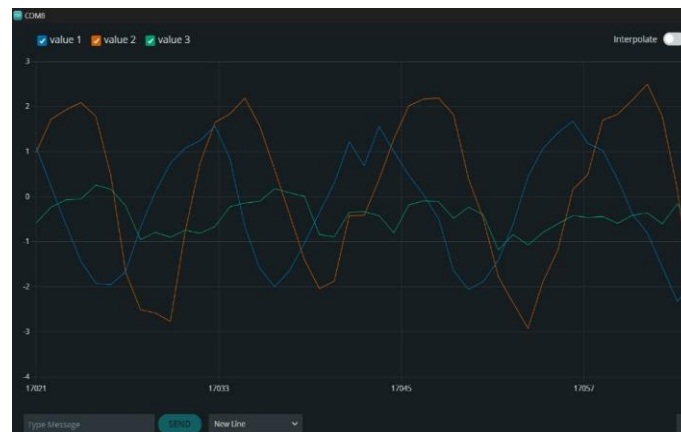 COM8
value 1 value 2 value 3 Interpolate
3
2
1
0
-1
-2
-3
-4
17021 17033 17045 17057
Type Message SEND New Line